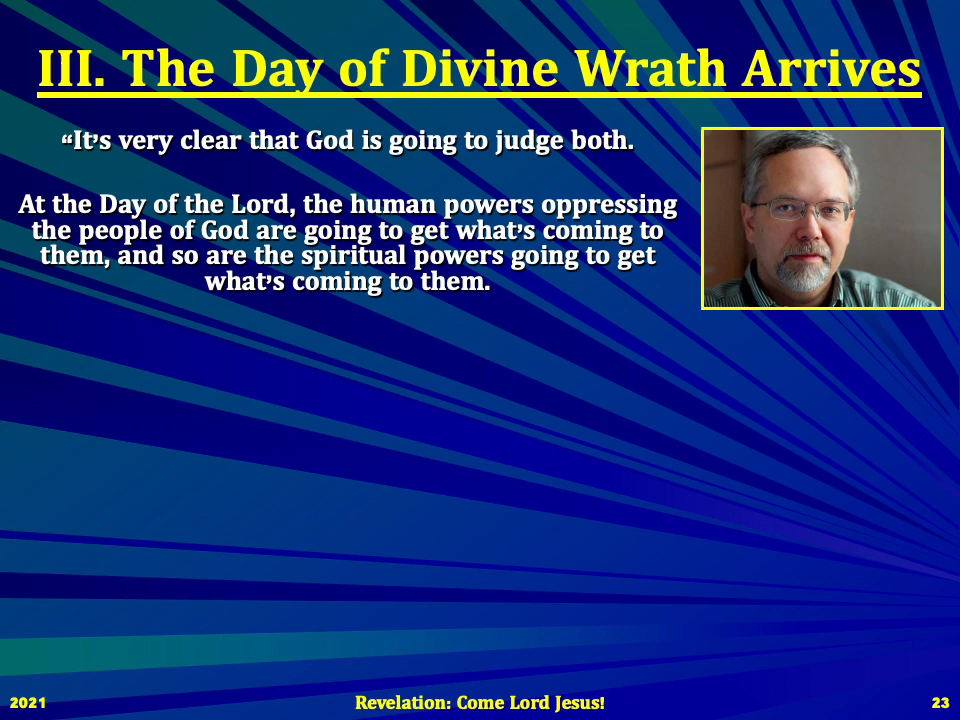 III. The Day of Divine Wrath Arrives
“It’s very clear that God is going to judge both.
At the Day of the Lord, the human powers oppressing
the people of God are going to get what’s coming to
them, and so are the spiritual powers going to get
what’s coming to them.
2021
Revelation: Come Lord Jesus!
23